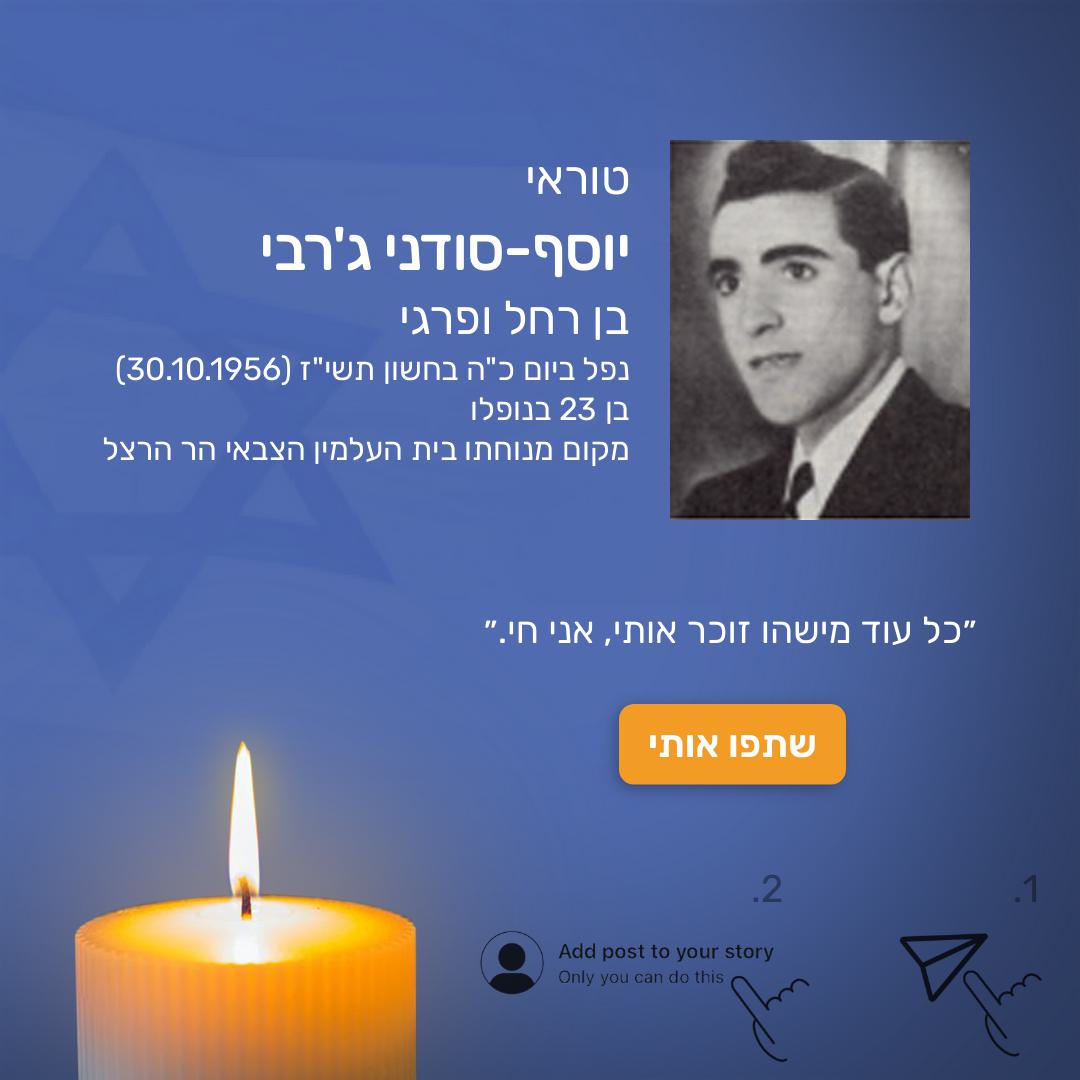 טוראי
יוסף-סודני ג'רבי
בן רחל ופרגי
נפל ביום כ"ה בחשון תשי"ז (30.10.1956)
בן 23 בנופלו
מקום מנוחתו בית העלמין הצבאי הר הרצל
״כל עוד מישהו זוכר אותי, אני חי.״
שתפו אותי
1.
2.
Add post to your story
Only you can do this